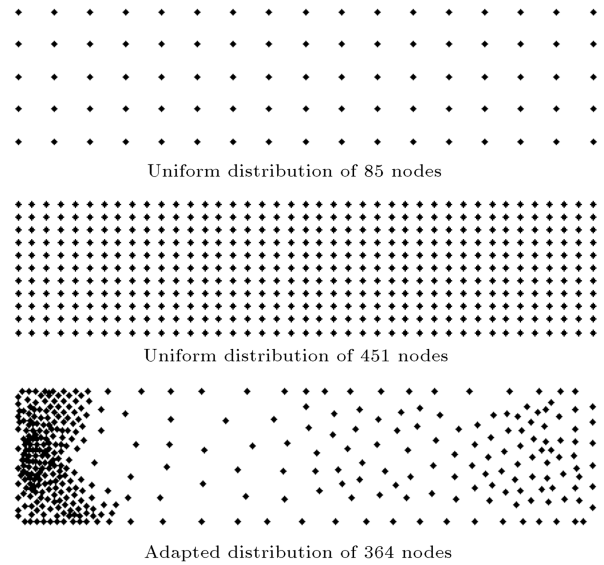 Uniform distribution of 85 nodes
Uniform distribution of 451 nodes
Adapted distribution of 364 nodes